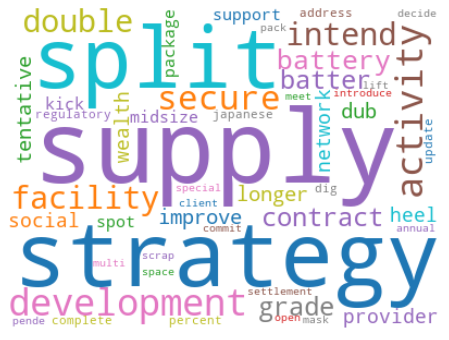 double
support
address
decide
package
pack
intend
split
battery
tentative
batter
lift
activity
secure
meet
introduce
kick
regulatory
wealth
midsize
japanese
network
dub
update
supply
facility
special
longer
dig
client
social
spot
improve
contract
heel
commit
annual
strategy
multi
scrap
space
development
settlement
grade
provider
pende
complete
percent
open
mask